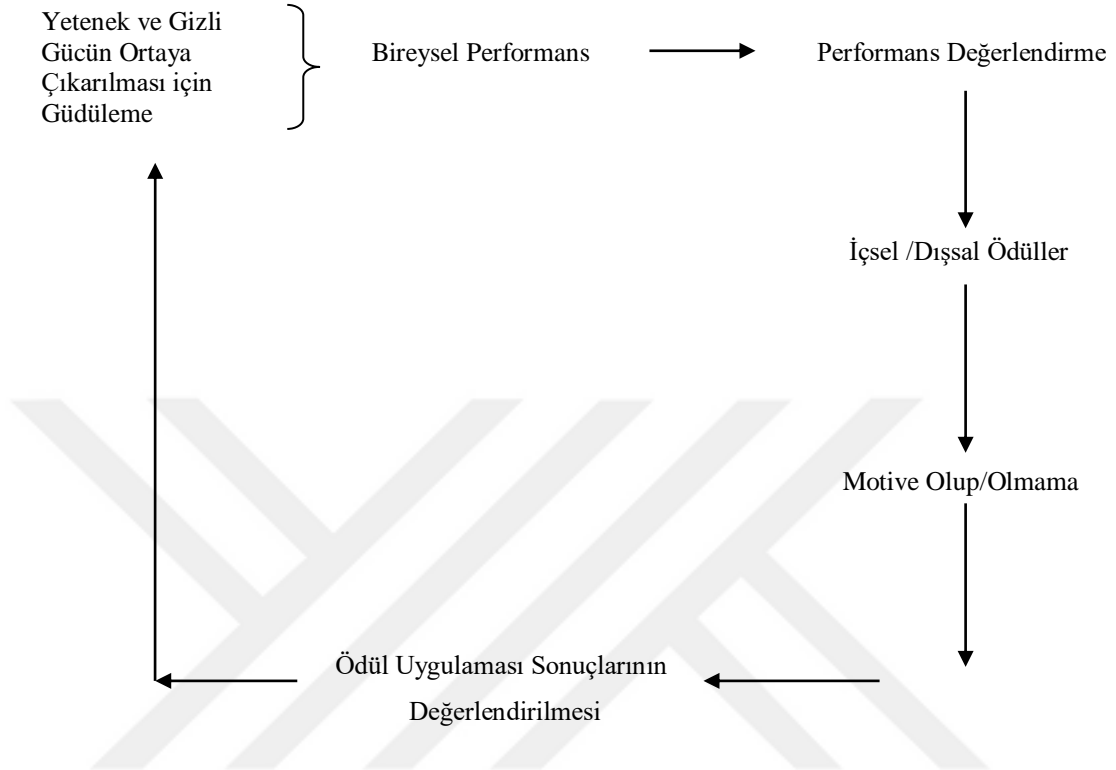 Yetenek ve Gizli
Gücün Ortaya
Çıkarılması için
Güdüleme
Bireysel Performans
Performans Değerlendirme
İçsel /Dışsal Ödüller
Motive Olup/Olmama
Ödül Uygulaması Sonuçlarının
Değerlendirilmesi